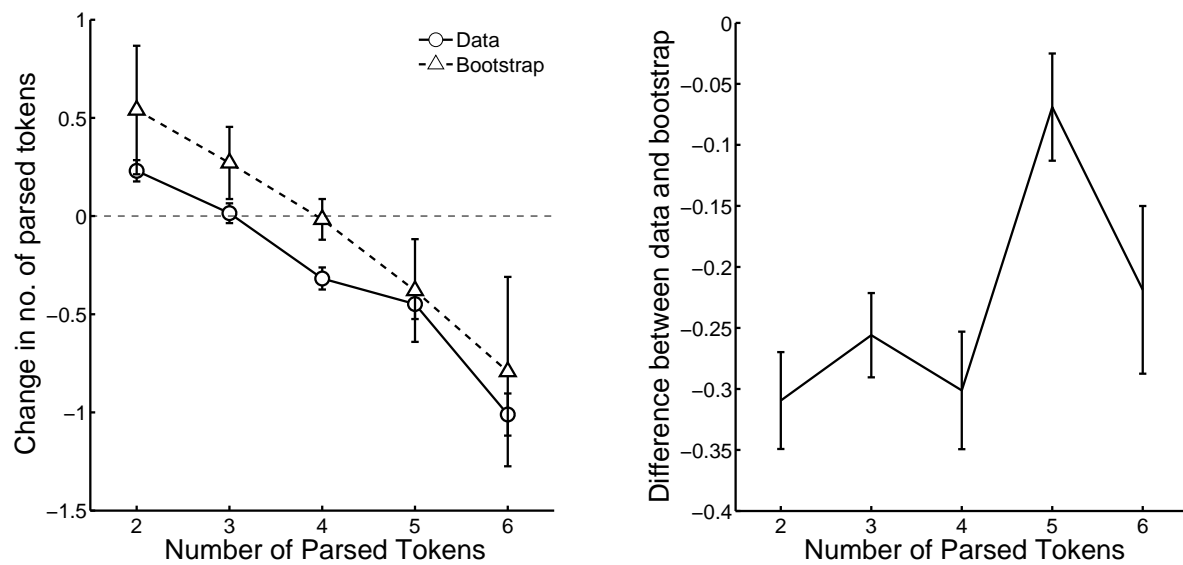 Change in no. of parsed tokens
1
0.5
0
−0.5
−1
−1.5
Data
Bootstrap
2 3 4 5 6
Number of Parsed Tokens
Difference between data and bootstrap
0
−0.05
−0.1
−0.15
−0.2
−0.25
−0.3
−0.35
−0.4
2 3 4 5 6
Number of Parsed Tokens